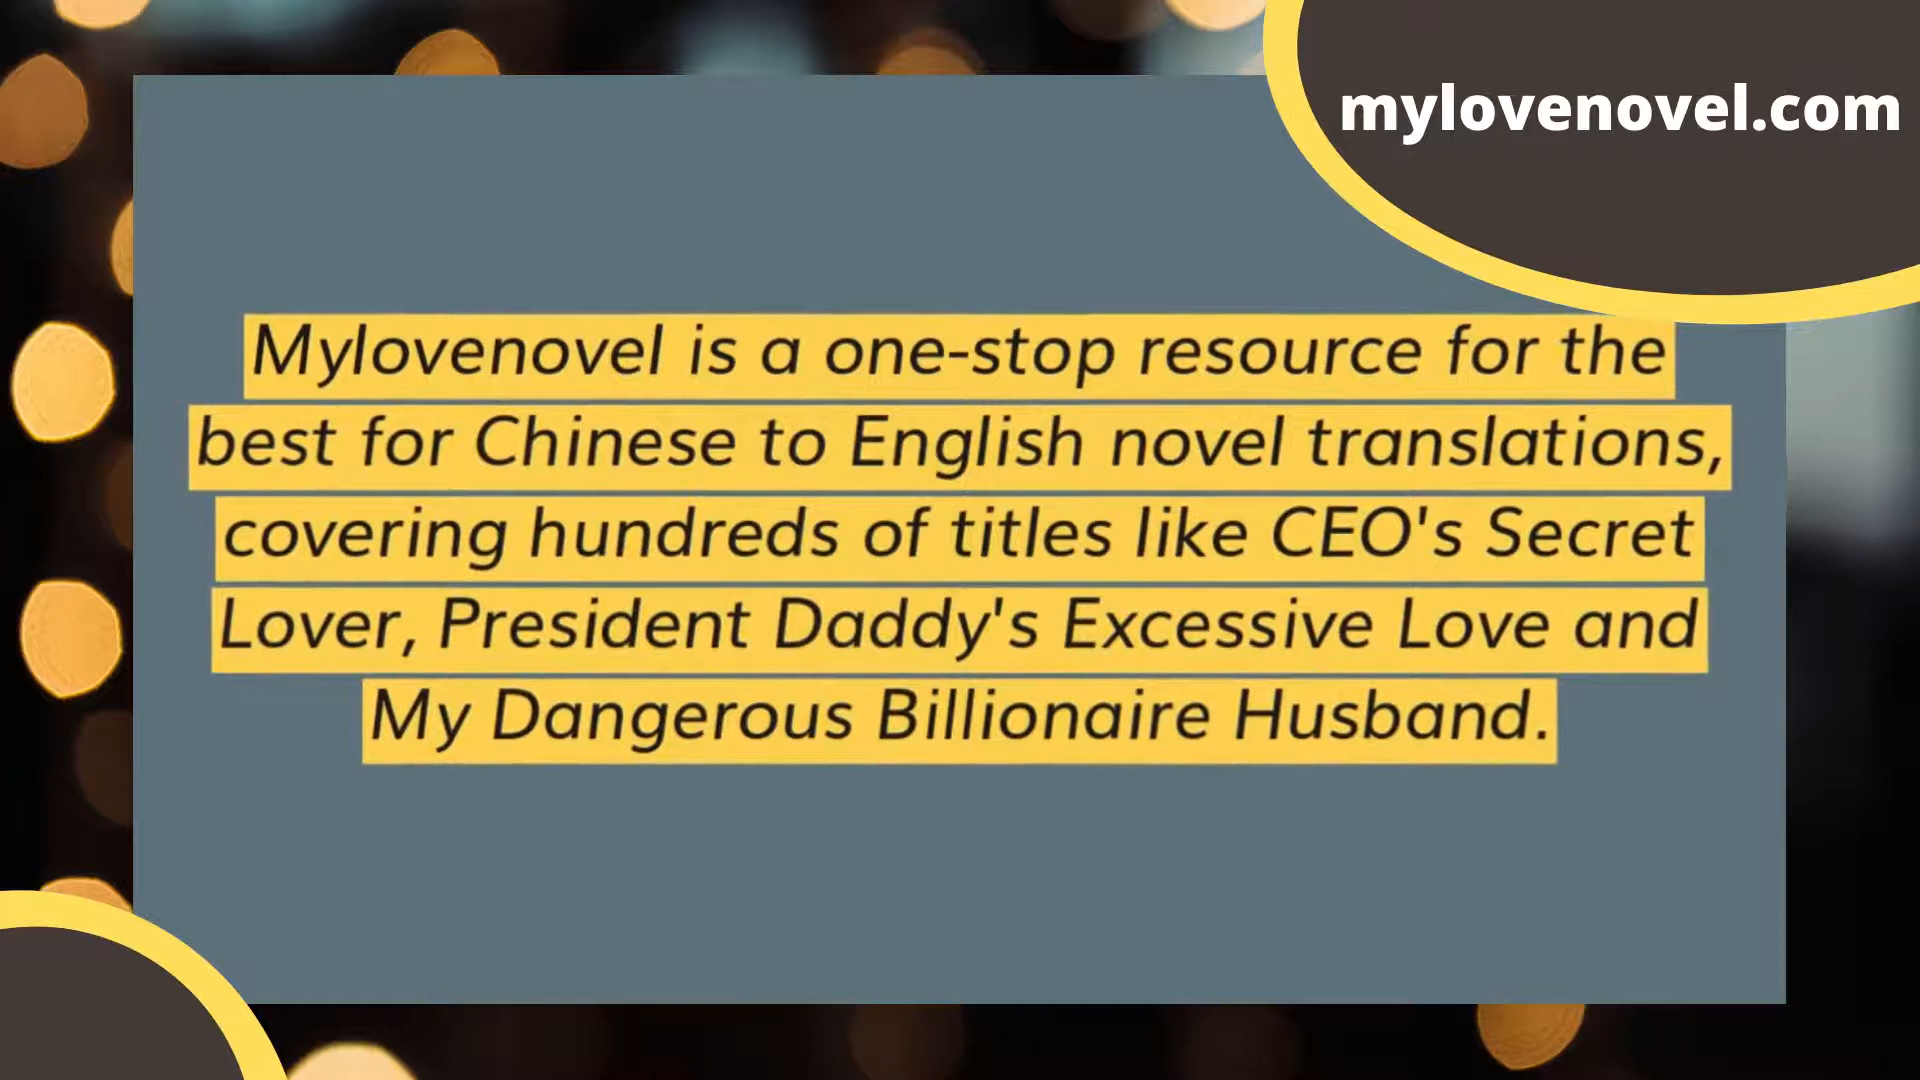 mylovenovel.com
Mylovenovel is a one-stop resource for the
best for Chinese to English novel translations,
covering hundreds of titles like CEO's Secret
Lover, President Daddy's Excessive Love and
My Dangerous Billionaire Husband.